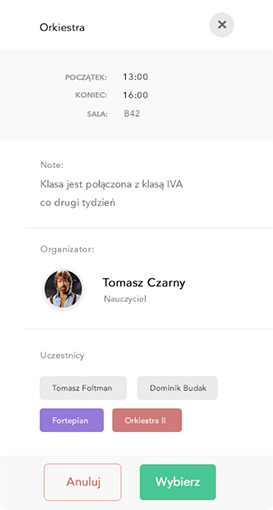 Orkiestra
POCZĄTEK: 13:00
KONIEC: 16:00
SALA: B42
Note:
Klasa jest połączona z klasą IVA
co drugi tydzień
Organizator:
Tomasz Czarny
Nauczyciel
Uczestnicy
Tomasz Foltman Dominik Budak
Fortepian Orkiestra II
Anuluj Wybierz